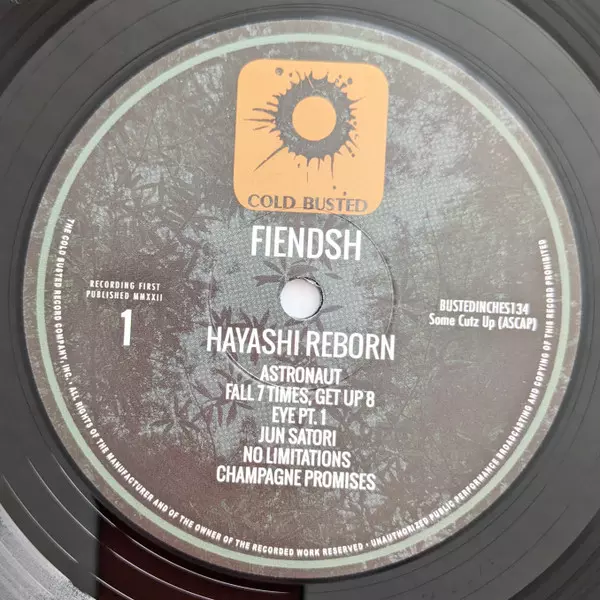 COLD BUSTED
FIENDSH
RECORDING FIRST
PUBLISHED MMXXII
1
BUSTEDINCHES134
Some Cutz Up (ASCAP)
HAYASHI REBORN
ASTRONAUT
FALL 7 TIMES, GET UP 8
EYE PT. 1
JUN SATORI
NO LIMITATIONS
CHAMPAGNE PROMISES
THE COLD BUSTED RECORD COMPANY, INC. • ALL RIGHTS OF THE MANUFACTURER AND OF THE OWNER OF THE RECORDED WORK RESERVED • UNAUTHORIZED PUBLIC PERFORMANCE BROADCASTING AND COPYING OF THIS RECORD PROHIBITED